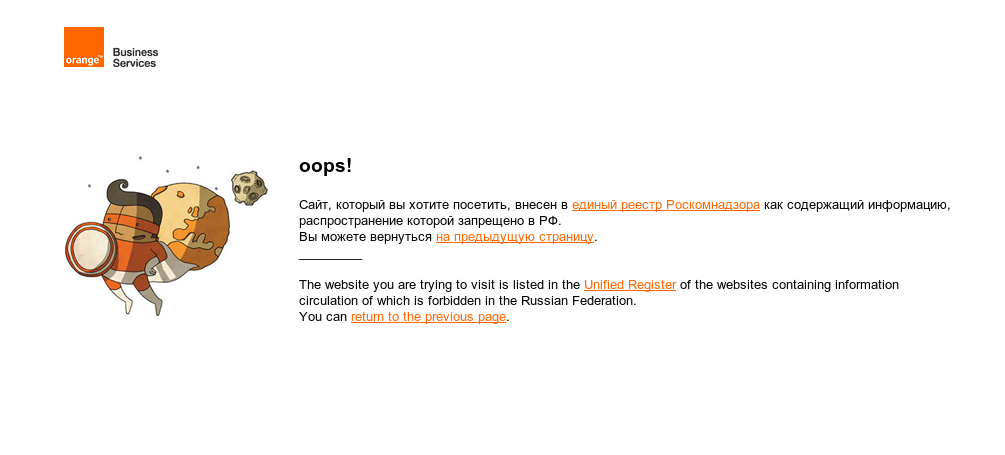 orange™
Business
Services
oops!
Сайт, который вы хотите посетить, внесен в единый реестр Роскомнадзора как содержащий информацию,
распространение которой запрещено в РФ.
Вы можете вернуться на предыдущую страницу.
_________
The website you are trying to visit is listed in the Unified Register of the websites containing information
circulation of which is forbidden in the Russian Federation.
You can return to the previous page.